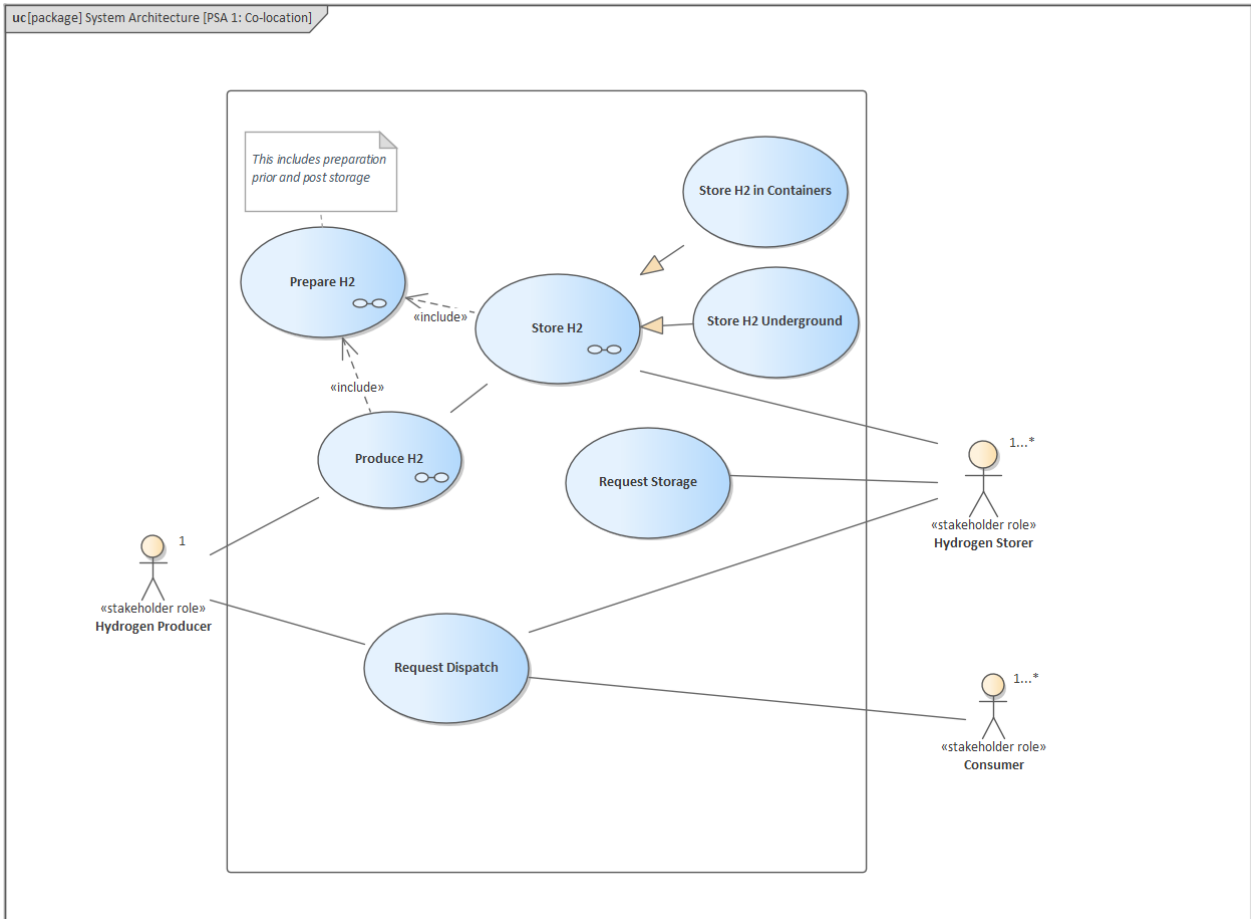 uc [package] System Architecture [PSA 1: Co-location]
This includes preparation
prior and post storage
Store H2 in Containers
Prepare H2
«include»
Store H2
Store H2 Underground
«include»
Produce H2
Request Storage
1...*
«stakeholder role»
Hydrogen Storer
1
«stakeholder role»
Hydrogen Producer
Request Dispatch
1...*
«stakeholder role»
Consumer